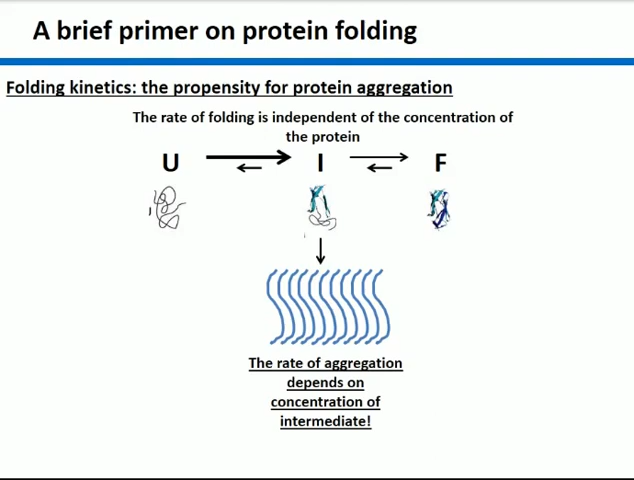 A brief primer on protein folding
Folding kinetics: the propensity for protein aggregation
The rate of folding is independent of the concentration of
the protein
U I F
The rate of aggregation
depends on
concentration of
intermediate!